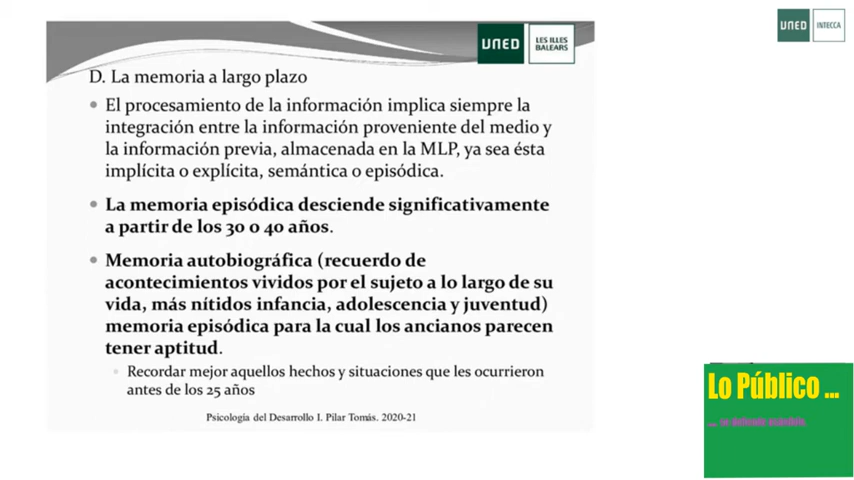 UNED
LES ILLES
BALEARS
UNED
INTECCA
D. La memoria a largo plazo
• El procesamiento de la información implica siempre la
integración entre la información proveniente del medio y
la información previa, almacenada en la MLP, ya sea ésta
implícita o explícita, semántica o episódica.
• La memoria episódica desciende significativamente
a partir de los 30 o 40 años.
• Memoria autobiográfica (recuerdo de
acontecimientos vividos por el sujeto a lo largo de su
vida, más nítidos infancia, adolescencia y juventud)
memoria episódica para la cual los ancianos parecen
tener aptitud.
• Recordar mejor aquellos hechos y situaciones que les ocurrieron
antes de los 25 años
Psicología del Desarrollo I. Pilar Tomás. 2020-21
Lo Público ...